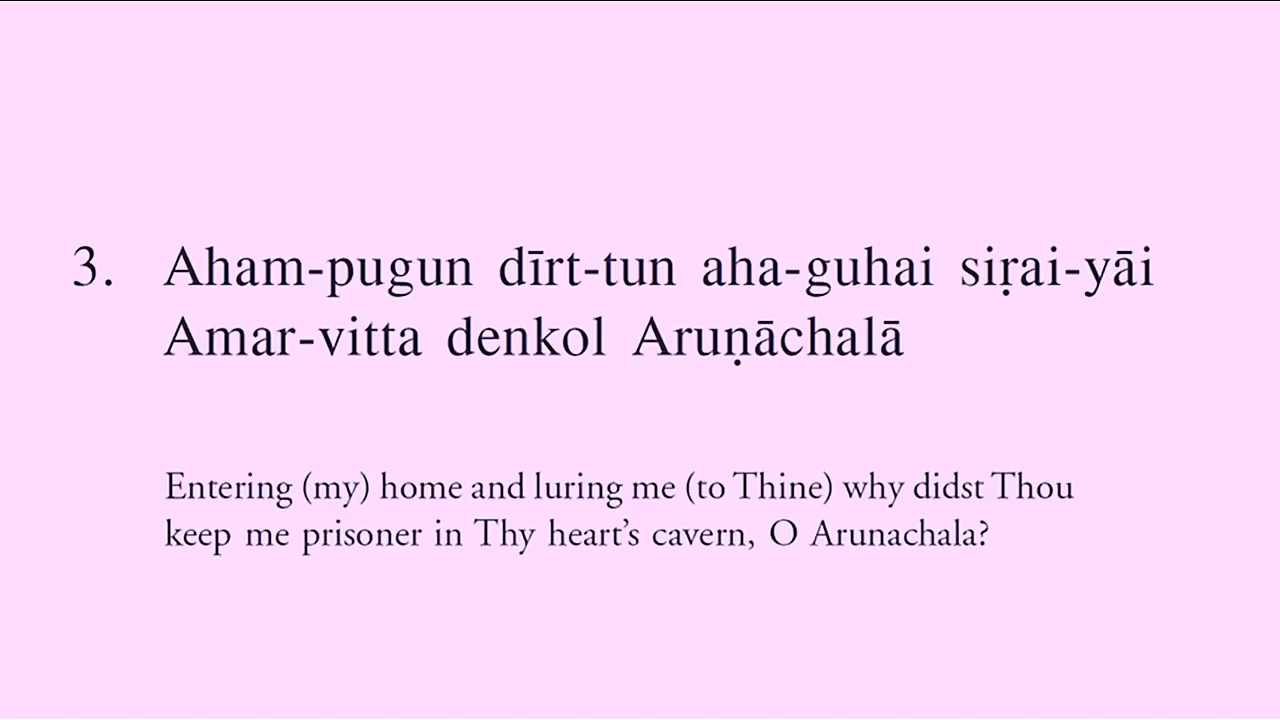 3. Aham-pugun dīrt-tun aha-guhai siṛai-yāi
Amar-vitta denkol Aruṇāchalā
Entering (my) home and luring me (to Thine) why didst Thou
keep me prisoner in Thy heart’s cavern, O Arunachala?